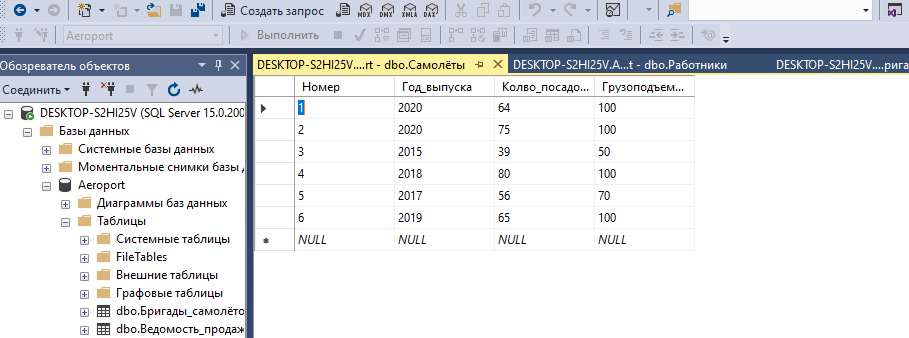 Создать запрос MDX DMX XMLA DAX
Aeroport Выполнить
Обозреватель объектов
Соединить
DESKTOP-S2HI25V (SQL Server 15.0.200
Базы данных
Системные базы данных
Моментальные снимки базы д
Aeroport
Диаграммы баз данных
Таблицы
Системные таблицы
FileTables
Внешние таблицы
Графовые таблицы
dbo.Бригады_самолёто
dbo.Ведомость_продаж
DESKTOP-S2HI25V....rt - dbo.Самолёты DESKTOP-S2HI25V.A...t - dbo.Работники DESKTOP-S2HI25V....рига
Номер Год_выпуска Колво_посадо... Грузоподъем...
1 2020 64 100
2 2020 75 100
3 2015 39 50
4 2018 80 100
5 2017 56 70
6 2019 65 100
NULL NULL NULL NULL